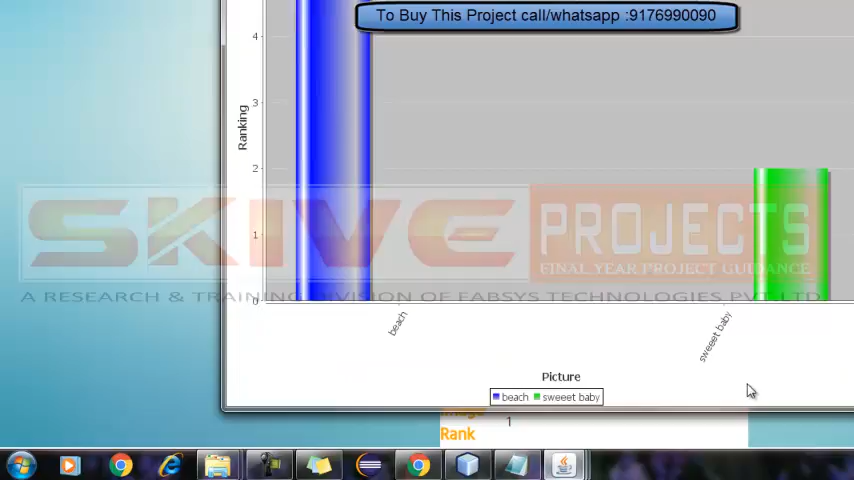 To Buy This Project call/whatsapp :9176990090
4
3
2
1
0
Ranking
SKIVE PROJECTS
FINAL YEAR PROJECT GUIDANCE
A RESEARCH & TRAINING DIVISION OF FABSYS TECHNOLOGIES PVT LTD
beach
sweeet baby
Picture
beach sweeet baby
Image
1
Rank